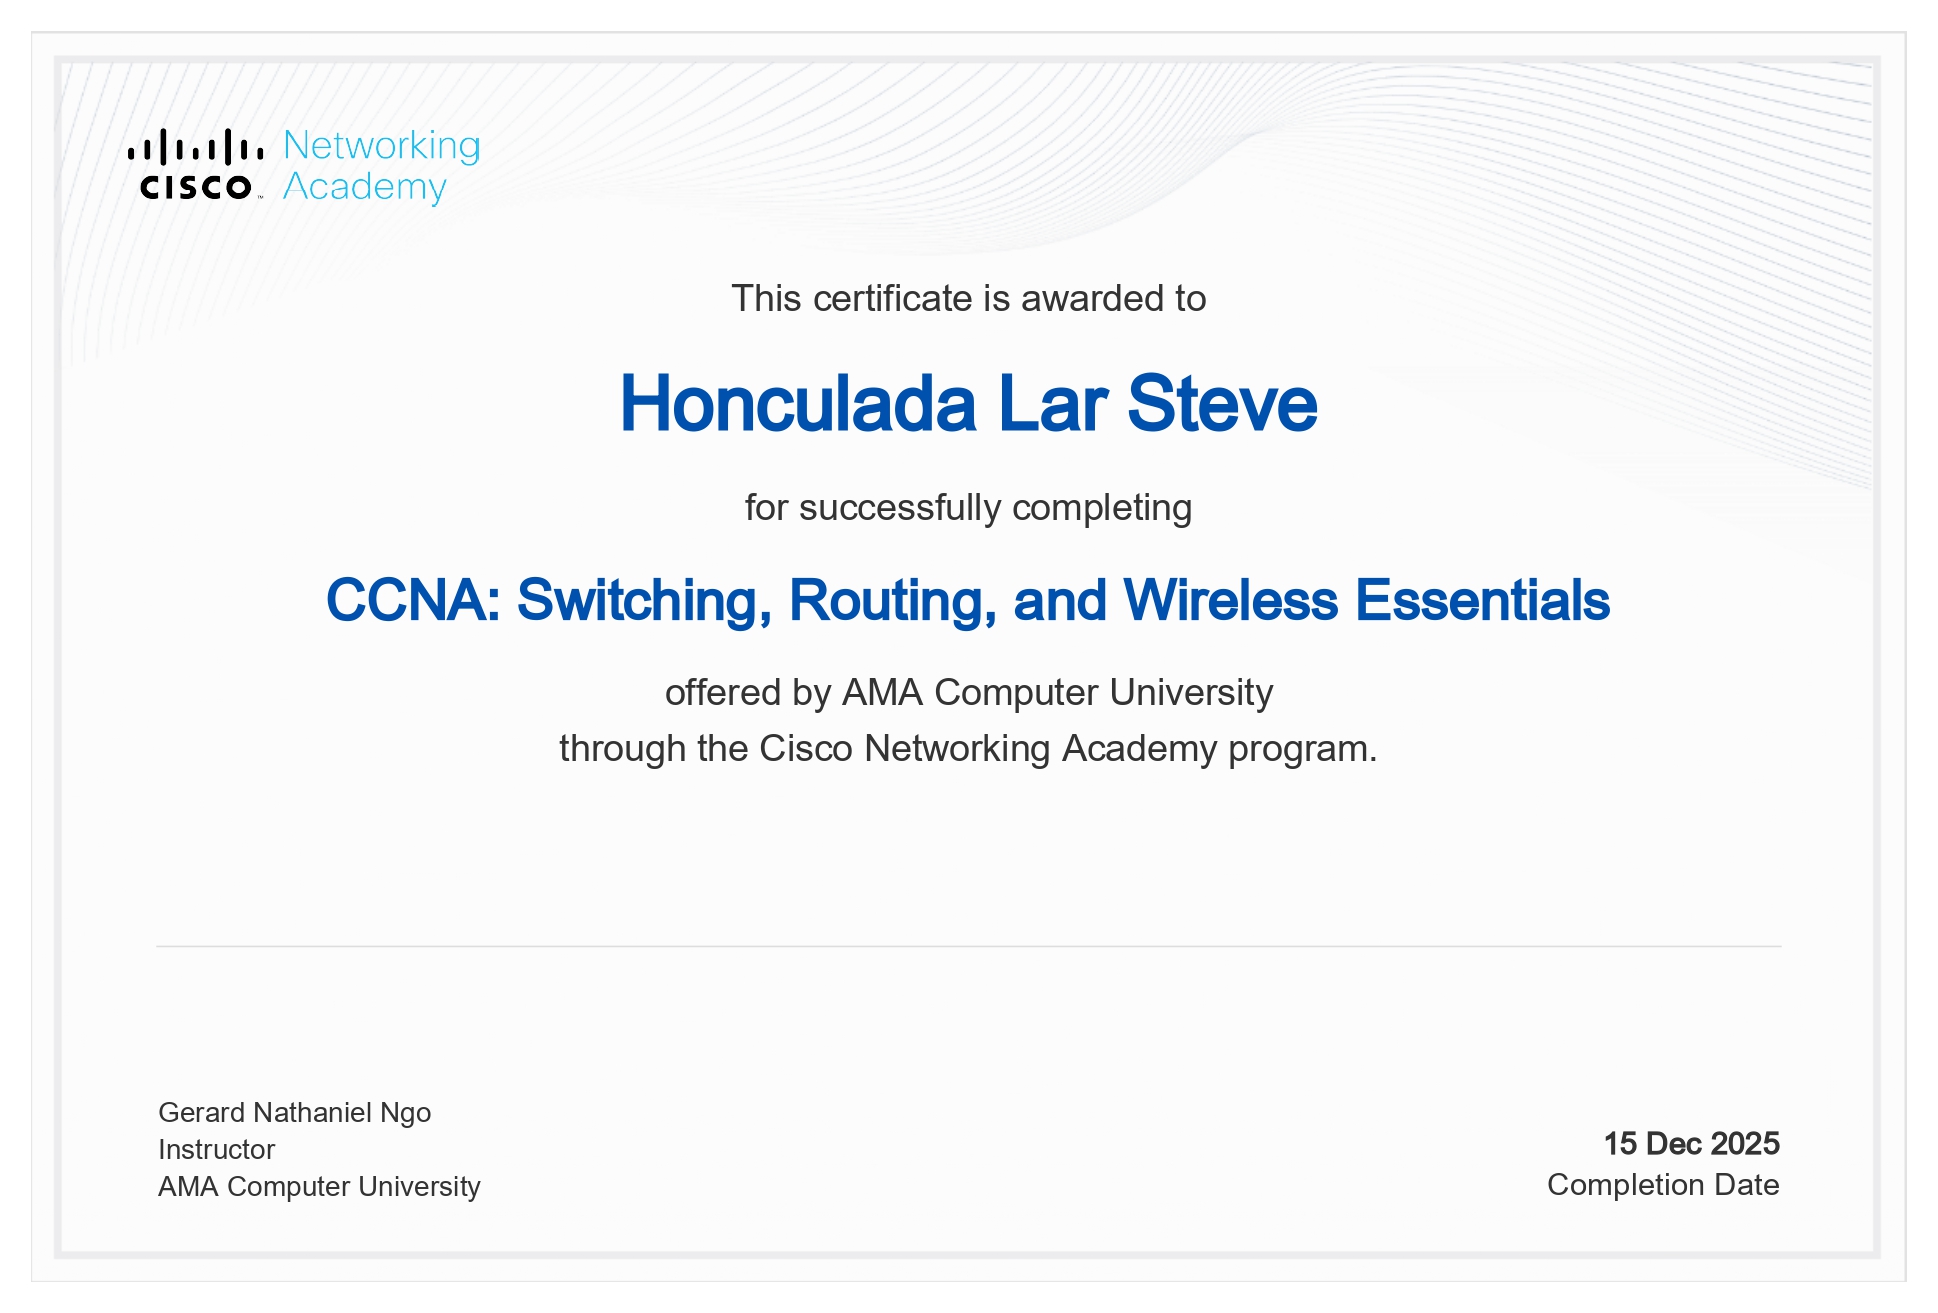 Networking
CISCO™ Academy
This certificate is awarded to
Honculada Lar Steve
for successfully completing
CCNA: Switching, Routing, and Wireless Essentials
offered by AMA Computer University
through the Cisco Networking Academy program.
Gerard Nathaniel Ngo
Instructor
AMA Computer University
15 Dec 2025
Completion Date